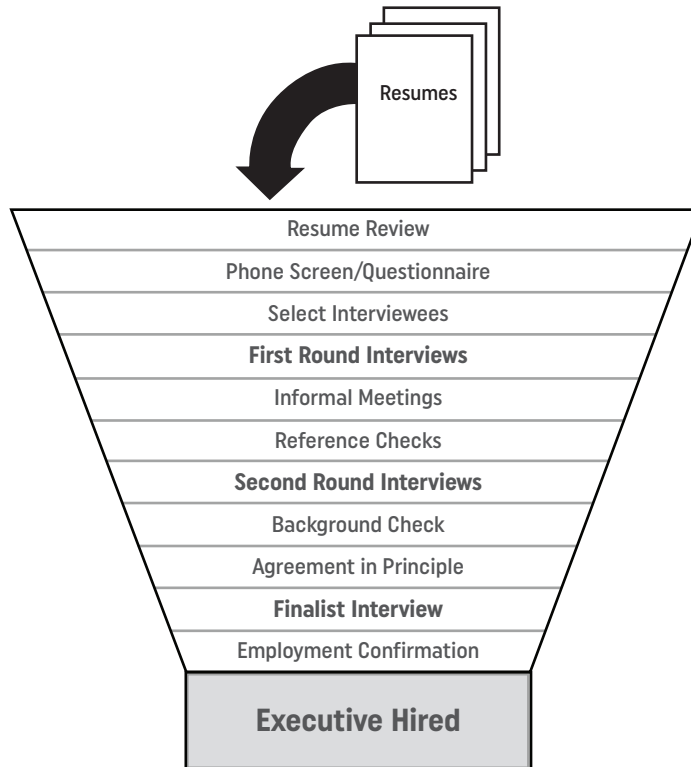 Resumes
Resume Review
Phone Screen/Questionnaire
Select Interviewees
First Round Interviews
Informal Meetings
Reference Checks
Second Round Interviews
Background Check
Agreement in Principle
Finalist Interview
Employment Confirmation
Executive Hired